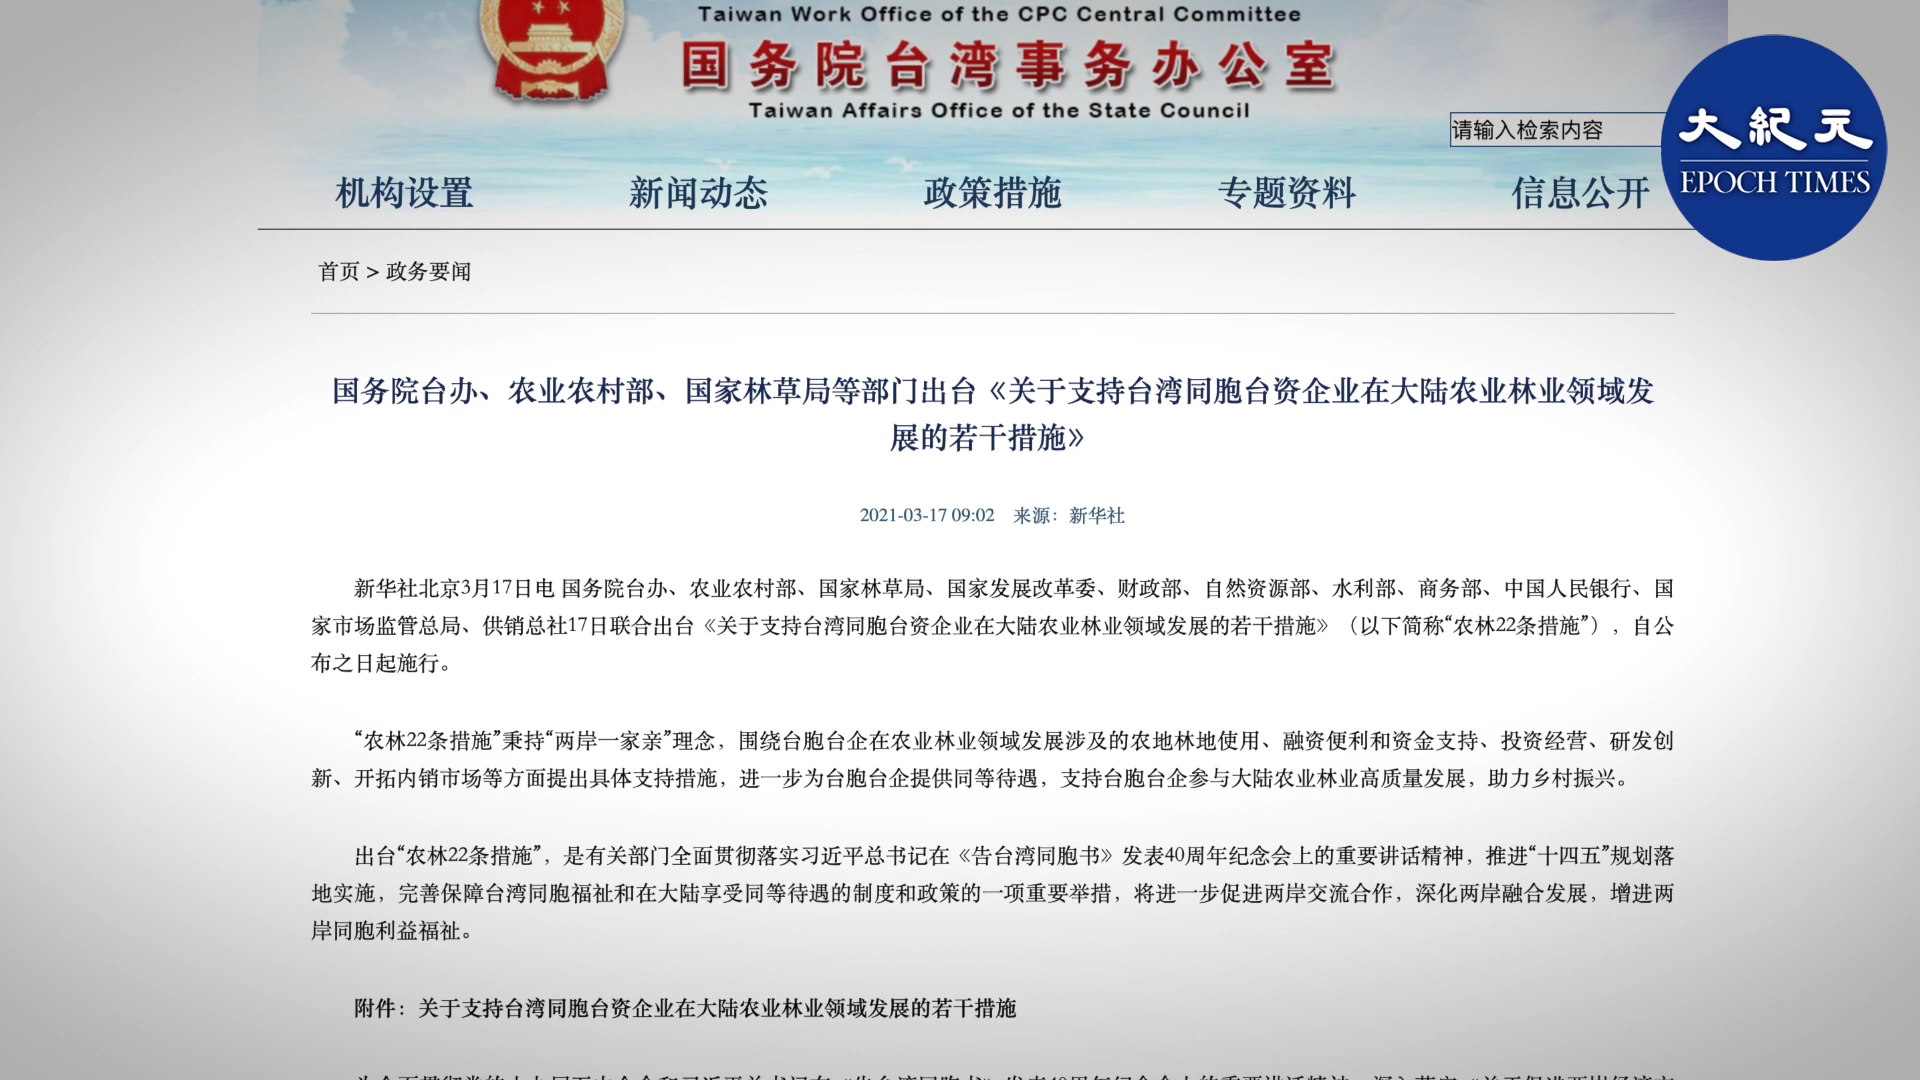 Taiwan Work Office of the CPC Central Committee
国务院台湾事务办公室
Taiwan Affairs Office of the State Council
请输入检索内容
大紀元
EPOCH TIMES
机构设置 新闻动态 政策措施 专题资料 信息公开
首页 > 政务要闻
国务院台办、农业农村部、国家林草局等部门出台《关于支持台湾同胞台资企业在大陆农业林业领域发
展的若干措施》
2021-03-17 09:02 来源：新华社
新华社北京3月17日电 国务院台办、农业农村部、国家林草局、国家发展改革委、财政部、自然资源部、水利部、商务部、中国人民银行、国
家市场监管总局、供销总社17日联合出台《关于支持台湾同胞台资企业在大陆农业林业领域发展的若干措施》（以下简称“农林22条措施”），自公
布之日起施行。
“农林22条措施”秉持“两岸一家亲”理念，围绕台胞台企在农业林业领域发展涉及的农地林地使用、融资便利和资金支持、投资经营、研发创
新、开拓内销市场等方面提出具体支持措施，进一步为台胞台企提供同等待遇，支持台胞台企参与大陆农业林业高质量发展，助力乡村振兴。
出台“农林22条措施”，是有关部门全面贯彻落实习近平总书记在《告台湾同胞书》发表40周年纪念会上的重要讲话精神，推进“十四五”规划落
地实施，完善保障台湾同胞福祉和在大陆享受同等待遇的制度和政策的一项重要举措，将进一步促进两岸交流合作，深化两岸融合发展，增进两
岸同胞利益福祉。
附件：关于支持台湾同胞台资企业在大陆农业林业领域发展的若干措施